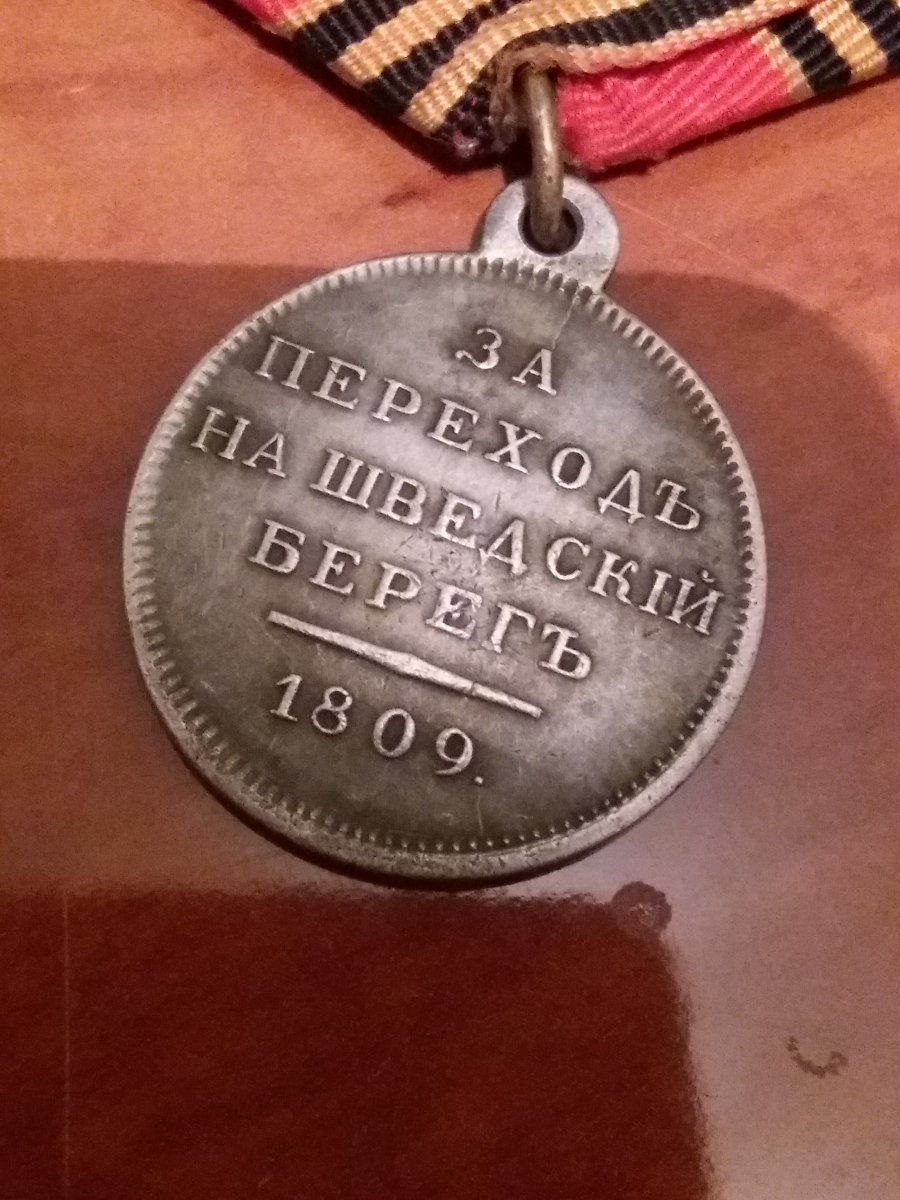 ЗА
ПЕРЕХОДЪ
НА ШВЕДСКІЙ
БЕРЕГЪ
1809.